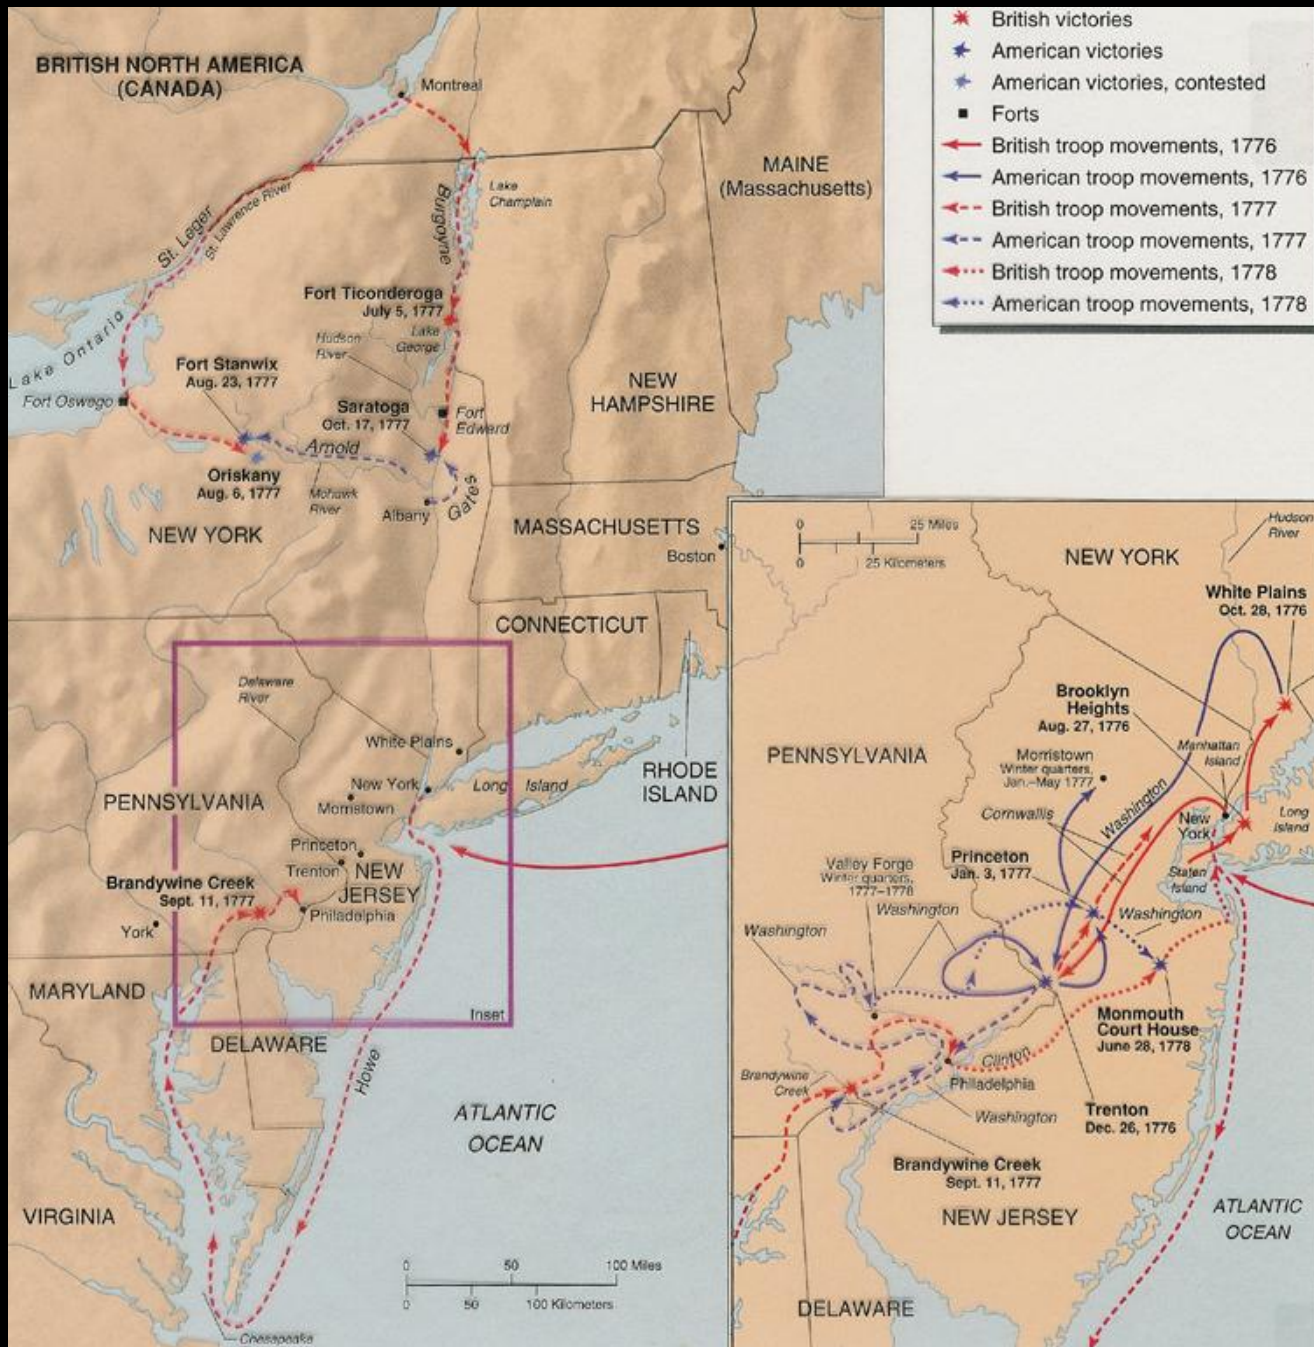 British victories
American victories
American victories, contested
Forts
British troop movements, 1776
American troop movements, 1776
British troop movements, 1777
American troop movements, 1777
British troop movements, 1778
American troop movements, 1778
BRITISH NORTH AMERICA
(CANADA)
Montreal
MAINE
(Massachusetts)
Lake
Champlain
Burgoyne
St. Leger
St. Lawrence River
Fort Ticonderoga
July 5, 1777
Lake Ontario
Hudson
River
Lake
George
Fort Stanwix
Aug. 23, 1777
Fort Oswego
Saratoga
Oct. 17, 1777
Fort
Edward
NEW
HAMPSHIRE
Arnold
Oriskany
Aug. 6, 1777
Mohawk
River
Albany
Gates
NEW YORK
MASSACHUSETTS
Boston
CONNECTICUT
RHODE
ISLAND
Delaware
River
White Plains
New York
Long Island
Morristown
PENNSYLVANIA
Princeton
Trenton
NEW
JERSEY
Brandywine Creek
Sept. 11, 1777
Philadelphia
York
MARYLAND
Inset
DELAWARE
Howe
ATLANTIC
OCEAN
VIRGINIA
0 50 100 Miles
0 50 100 Kilometers
Chesapeake
0 25 Miles
0 25 Kilometers
Hudson
River
NEW YORK
White Plains
Oct. 28, 1776
Brooklyn
Heights
Aug. 27, 1776
PENNSYLVANIA
Morristown
Winter quarters,
Jan.–May 1777
Manhattan
Island
Cornwallis
Washington
New
York
Long
Island
Princeton
Jan. 3, 1777
Staten
Island
Valley Forge
Winter quarters,
1777–1778
Washington
Washington
Washington
Monmouth
Court House
June 28, 1778
Clinton
Brandywine
Creek
Philadelphia
Washington
Trenton
Dec. 26, 1776
Brandywine Creek
Sept. 11, 1777
NEW JERSEY
ATLANTIC
OCEAN
DELAWARE